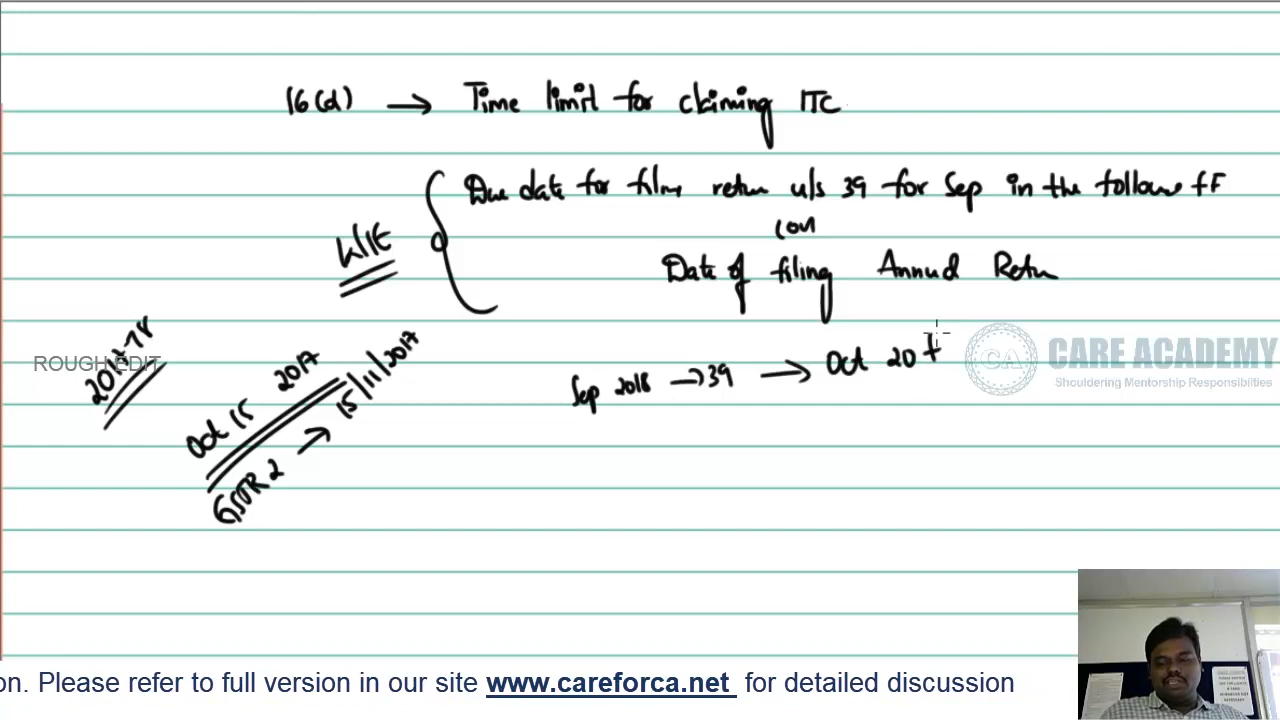 16(d) → Time limit for claiming ITC
Due date for filing return u/s 39 for Sep in the follow fF
(or)
W/E Date of filing Annual Return
2017-18
ROUGH EDIT
Oct 15 2017
GSTR 2 → 15/11/2017
Sep 2018 → 39 → Oct 20
CA
CARE ACADEMY
Shouldering Mentorship Responsibilities
on. Please refer to full version in our site www.careforca.net for detailed discussion